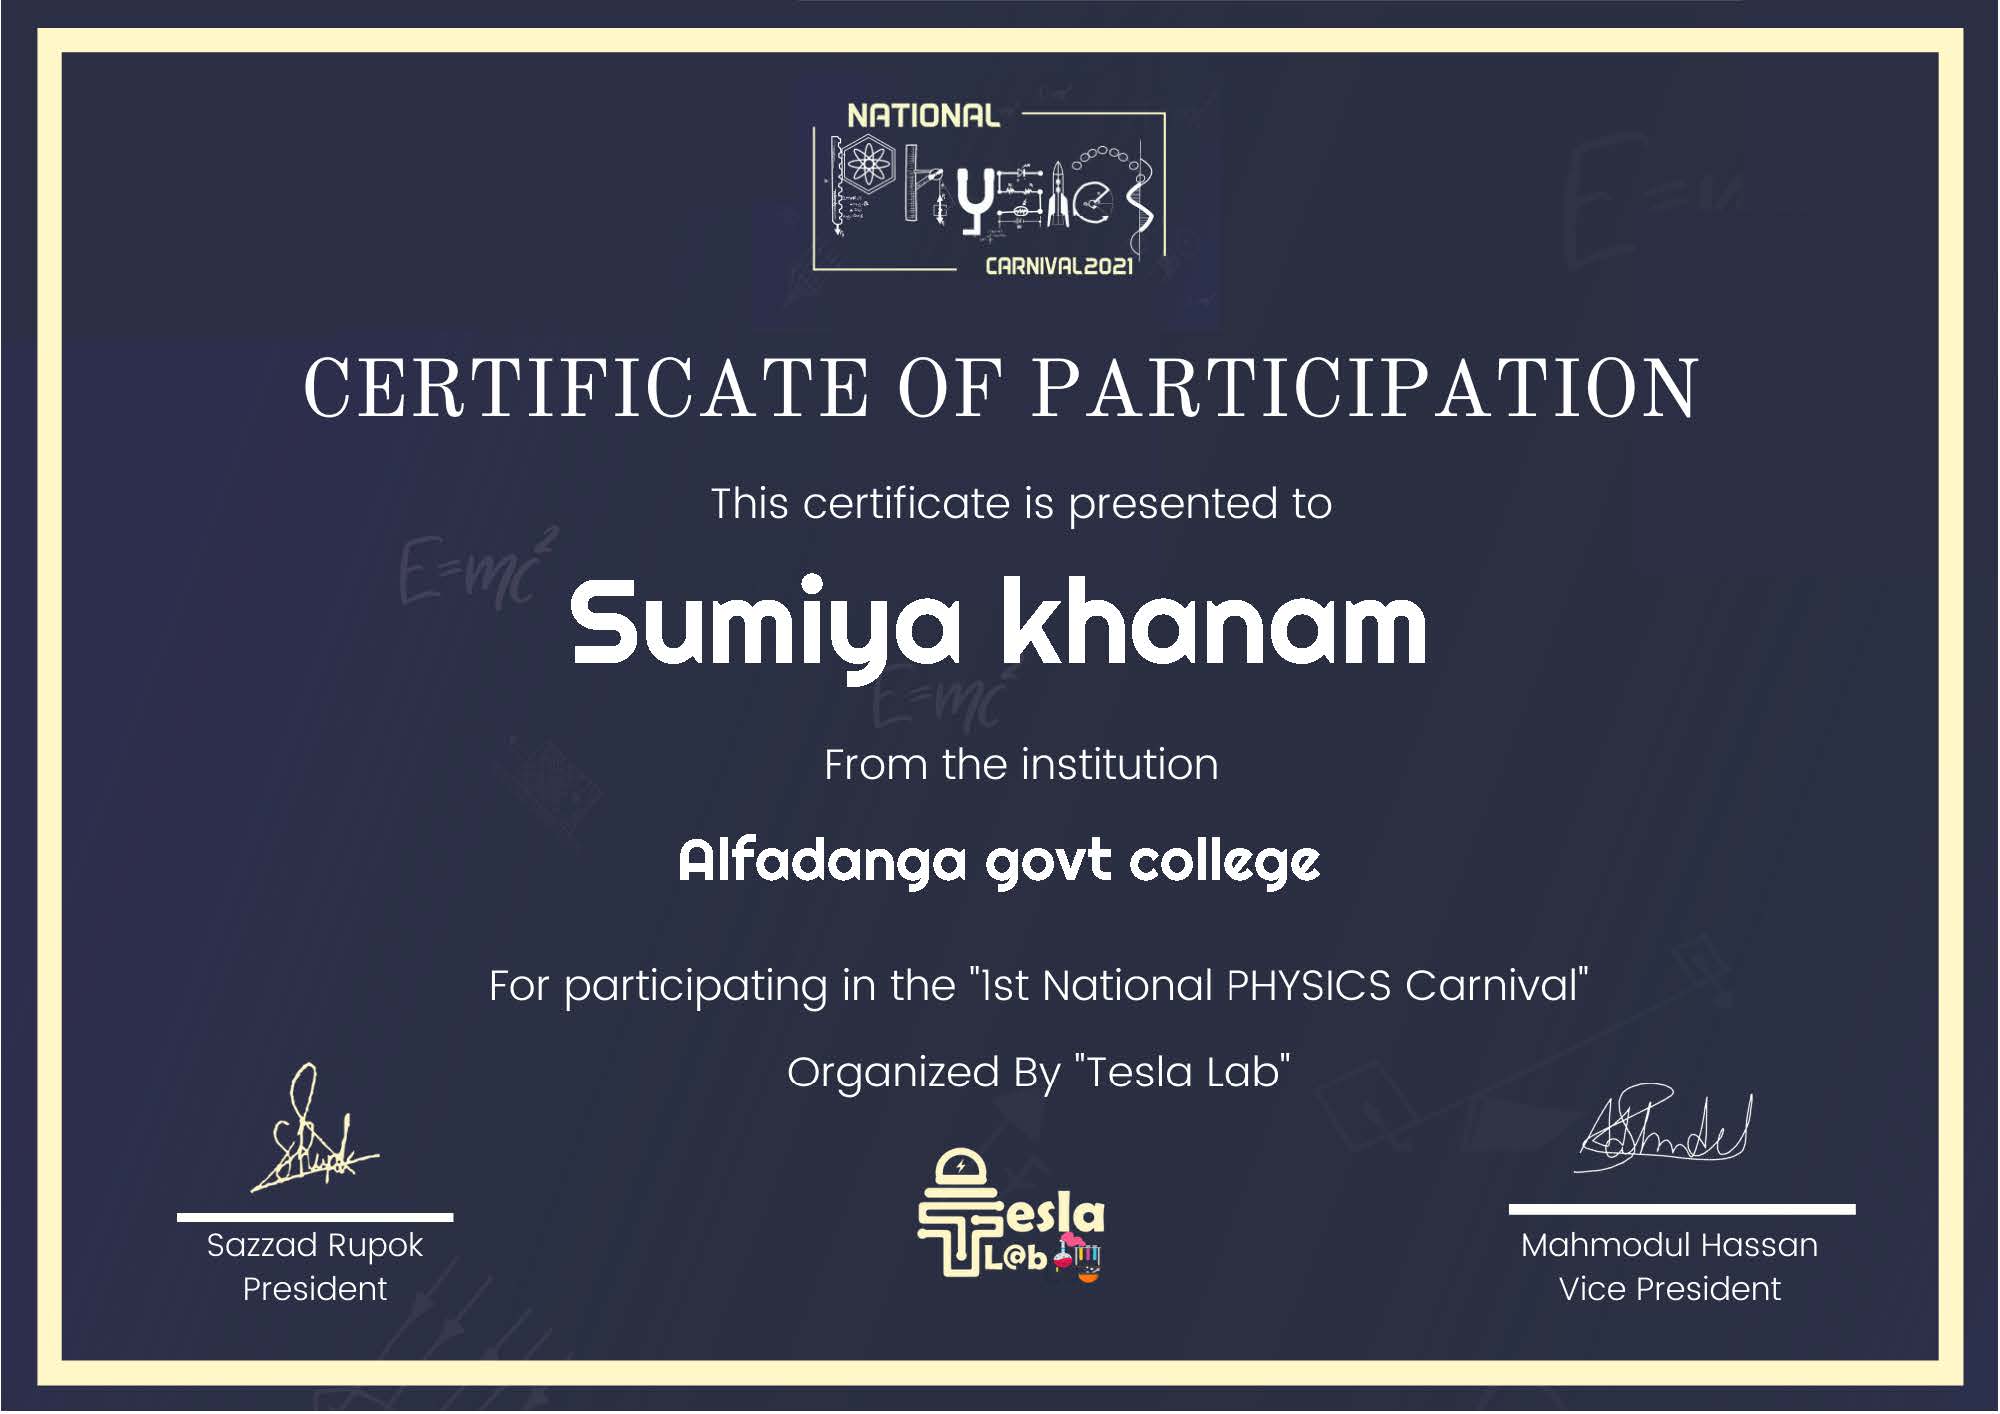 NATIONAL
Physics
CARNIVAL2021
CERTIFICATE OF PARTICIPATION
This certificate is presented to
E=mc²
Sumiya khanam
E=mc²
From the institution
Alfadanga govt college
For participating in the "1st National PHYSICS Carnival"
Organized By "Tesla Lab"
Tesla
L@b
Sazzad Rupok
President
Mahmodul Hassan
Vice President